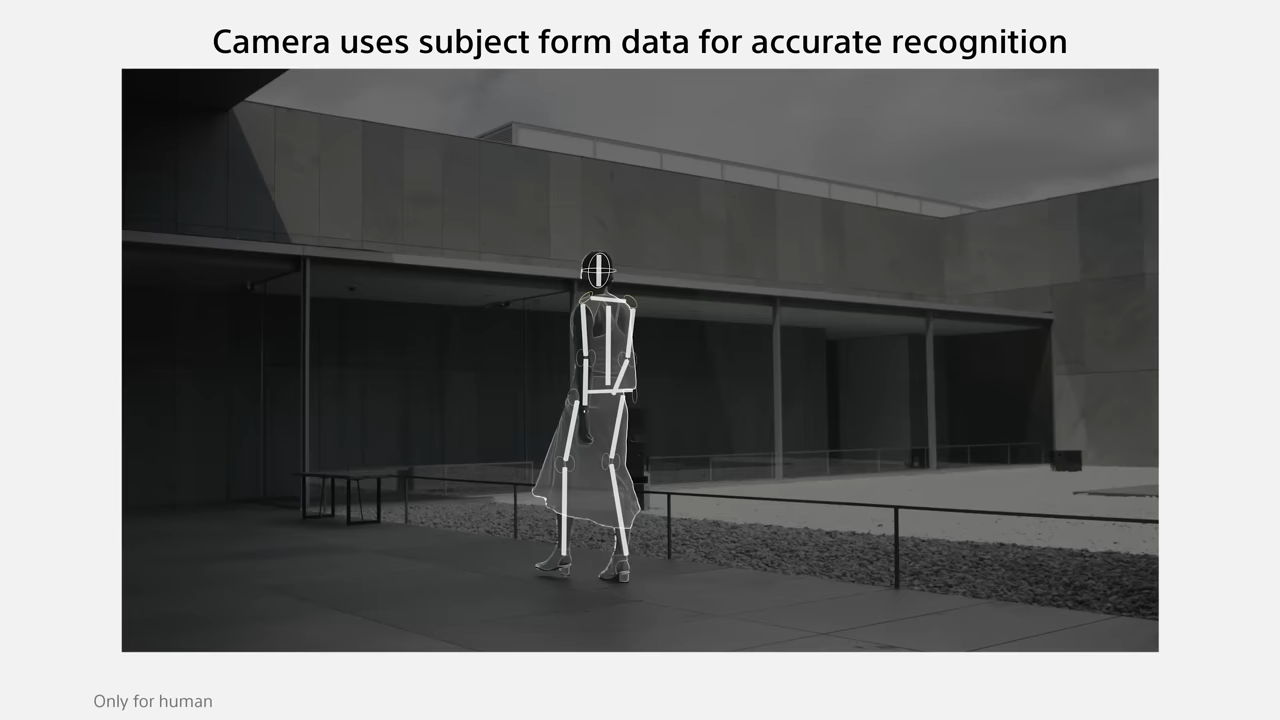 Camera uses subject form data for accurate recognition
Only for human